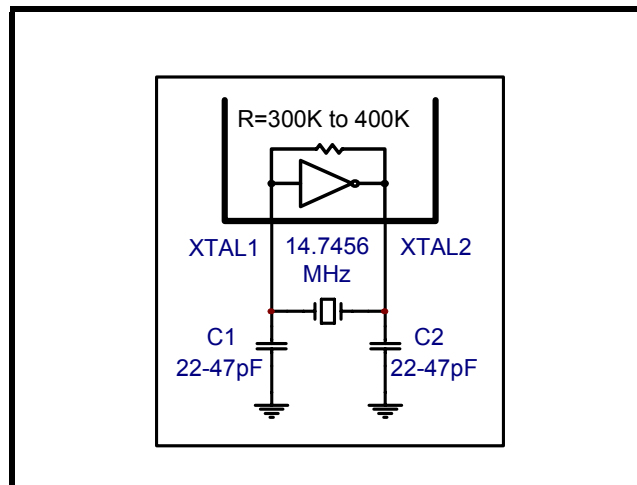 R=300K to 400K
XTAL1 14.7456 XTAL2
MHz
C1 C2
22-47pF 22-47pF